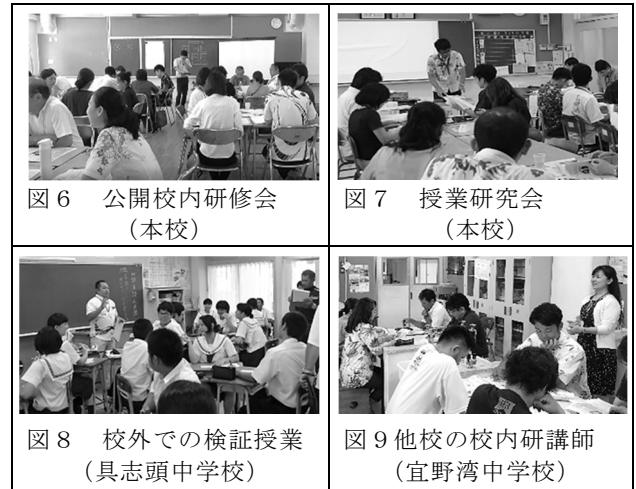 図６　公開校内研修会
（本校）
図７　授業研究会
（本校）
図８　校外での検証授業
（具志頭中学校）
図９他校の校内研講師
（宜野湾中学校）